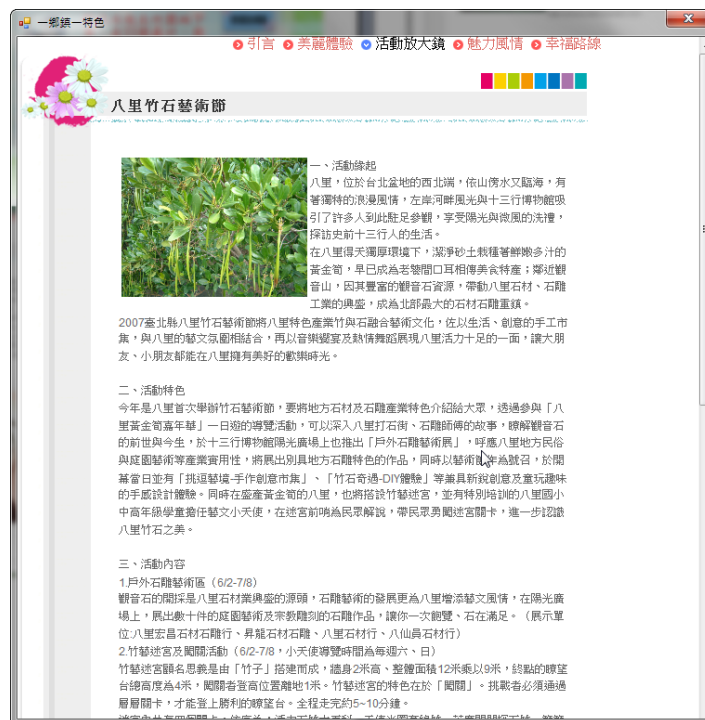 一鄉鎮一特色
引言 美麗體驗 活動放大鏡 魅力風情 幸福路線
八里竹石藝術節
一、活動緣起
八里，位於台北盆地的西北端，依山傍水又臨海，有
著獨特的浪漫風情，左岸河畔風光與十三行博物館吸
引了許多人到此駐足參觀，享受陽光與微風的洗禮，
探訪史前十三行人的生活。
在八里得天獨厚環境下，潔淨砂土栽種著鮮嫩多汁的
黃金筍，早已成為老饕間口耳相傳美食特產；鄰近觀
音山，因其豐富的觀音石資源，帶動八里石材、石雕
工業的興盛，成為北部最大的石材石雕重鎮。
2007臺北縣八里竹石藝術節將八里特色產業竹與石融合藝術文化，佐以生活、創意的手工市
集，與八里的藝文氛圍相結合，再以音樂饗宴及熱情舞蹈展現八里活力十足的一面，讓大朋
友、小朋友都能在八里擁有美好的歡樂時光。
二、活動特色
今年是八里首次舉辦竹石藝術節，要將地方石材及石雕產業特色介紹給大眾，透過參與「八
里黃金筍嘉年華」一日遊的導覽活動，可以深入八里打石街、石雕師傅的故事，瞭解觀音石
的前世與今生，於十三行博物館陽光廣場上也推出「戶外石雕藝術展」，呼應八里地方民俗
與庭園藝術等產業實用性，將展出別具地方石雕特色的作品，同時以藝術 年為號召，於開
幕當日並有「挑逗藝境-手作創意市集」、「竹石奇遇-DIY體驗」等兼具新銳創意及童玩趣味
的手感設計體驗。同時在盛產黃金筍的八里，也將搭設竹藝迷宮，並有特別培訓的八里國小
中高年級學童擔任藝文小天使，在迷宮前哨為民眾解說，帶民眾勇闖迷宮關卡，進一步認識
八里竹石之美。
三、活動內容
1.戶外石雕藝術區（6/2-7/8）
觀音石的開採是八里石材業興盛的源頭，石雕藝術的發展更為八里增添藝文風情，在陽光廣
場上，展出數十件的庭園藝術及宗教雕刻的石雕作品，讓你一次飽覽、石在滿足。（展示單
位:八里宏昌石材石雕行、昇龍石材石雕、八里石材行、八仙員石材行）
2.竹藝迷宮及闖關活動（6/2-7/8，小天使導覽時間為每週六、日）
竹藝迷宮顧名思義是由「竹子」搭建而成，牆身2米高、整體面積12米乘以9米，終點的瞭望
台總高度為4米，闖關者登高位置離地1米。竹藝迷宮的特色在於「闖關」。挑戰者必須通過
層層關卡，才能登上勝利的瞭望台。全程走完約5~10分鐘。